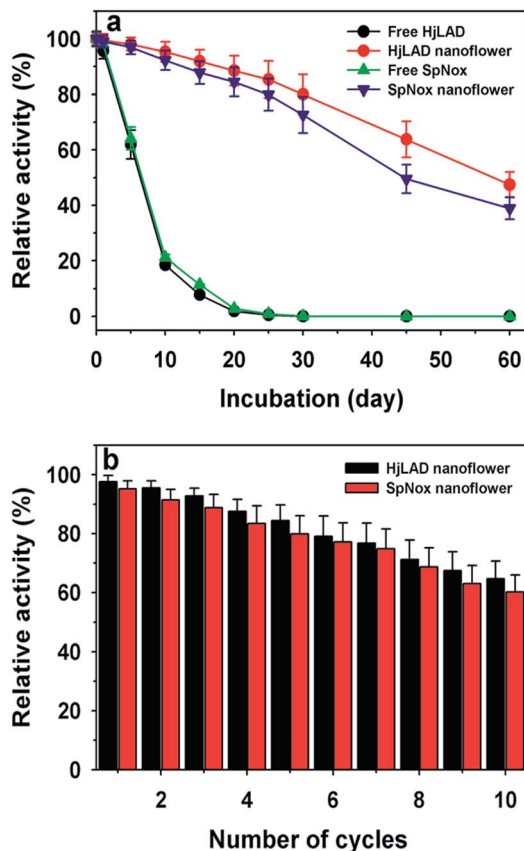 a
Free HjLAD
HjLAD nanoflower
Free SpNox
SpNox nanoflower
100
80
60
40
20
0
Relative activity (%)
0 10 20 30 40 50 60
Incubation (day)
b
HjLAD nanoflower
SpNox nanoflower
100
80
60
40
20
0
Relative activity (%)
2 4 6 8 10
Number of cycles